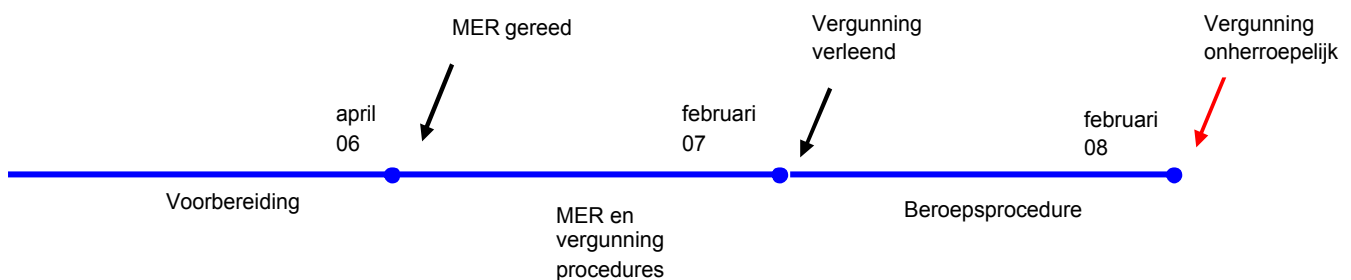 MER gereed
Vergunning
verleend
Vergunning
onherroepelijk
april
06
februari
07
februari
08
Voorbereiding
MER en
vergunning
procedures
Beroepsprocedure